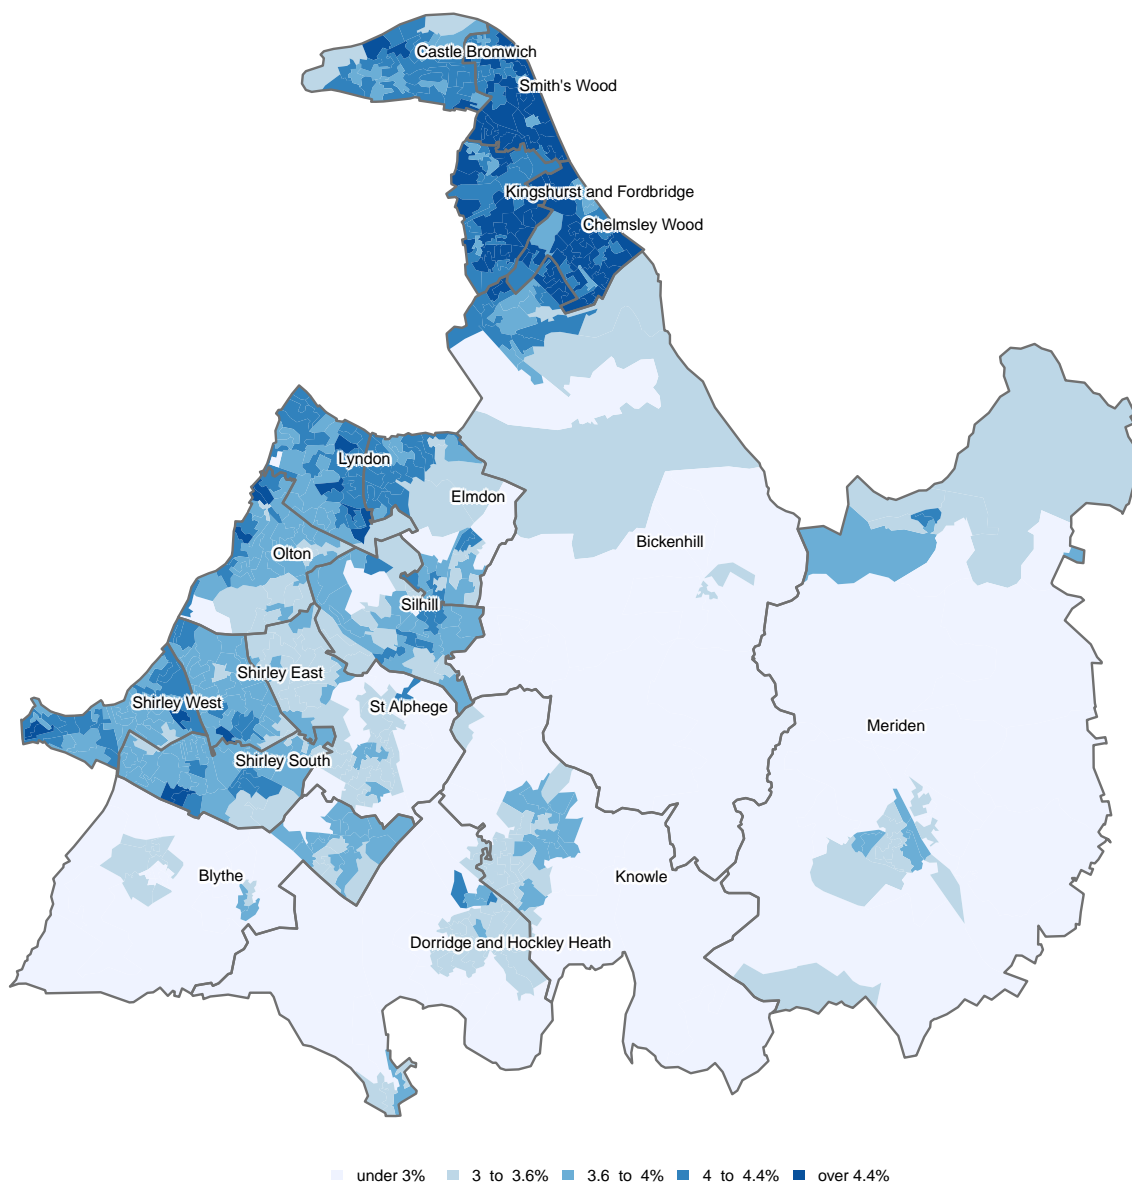 Castle Bromwich
Smith's Wood
Kingshurst and Fordbridge
Chelmsley Wood
Lyndon
Elmdon
Bickenhill
Olton
Silhill
Shirley East
Shirley West
St Alphege
Meriden
Shirley South
Blythe
Knowle
Dorridge and Hockley Heath
under 3% 3 to 3.6% 3.6 to 4% 4 to 4.4% over 4.4%